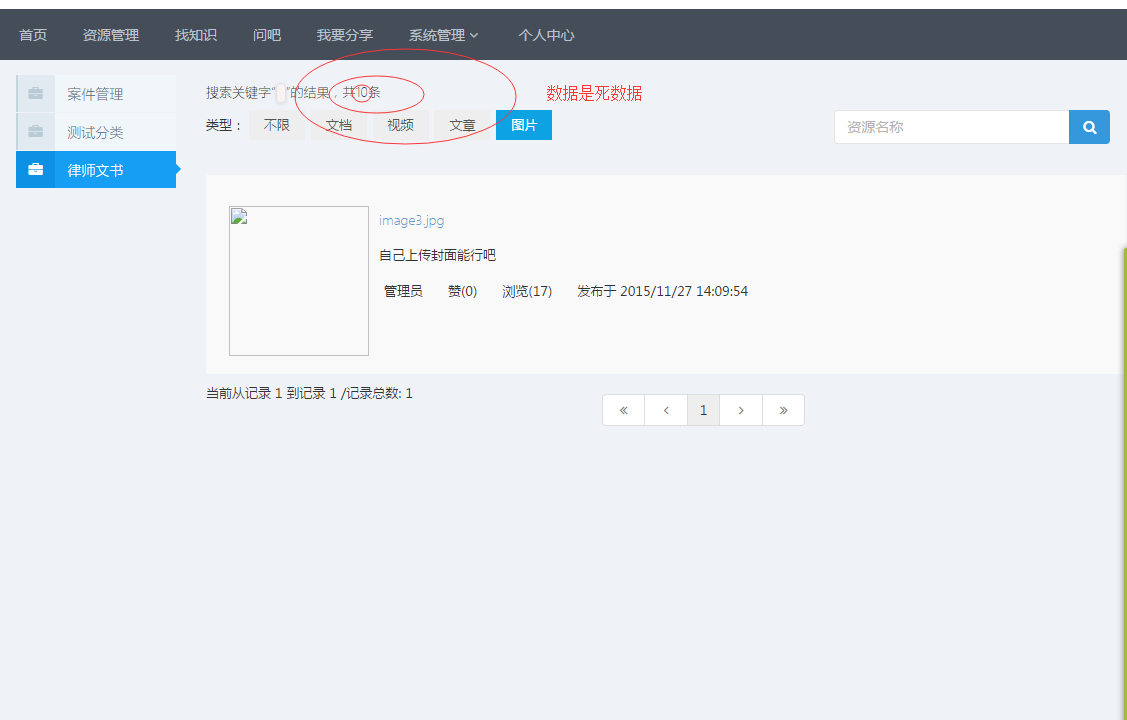 首页 资源管理 找知识 问吧 我要分享 系统管理 个人中心
案件管理
测试分类
律师文书
搜索关键字“ ”的结果，共10条
数据是死数据
类型： 不限 文档 视频 文章 图片
资源名称
image3.jpg
自己上传封面能行吧
管理员 赞(0) 浏览(17) 发布于 2015/11/27 14:09:54
当前从记录 1 到记录 1 /记录总数: 1
« ‹ 1 › »